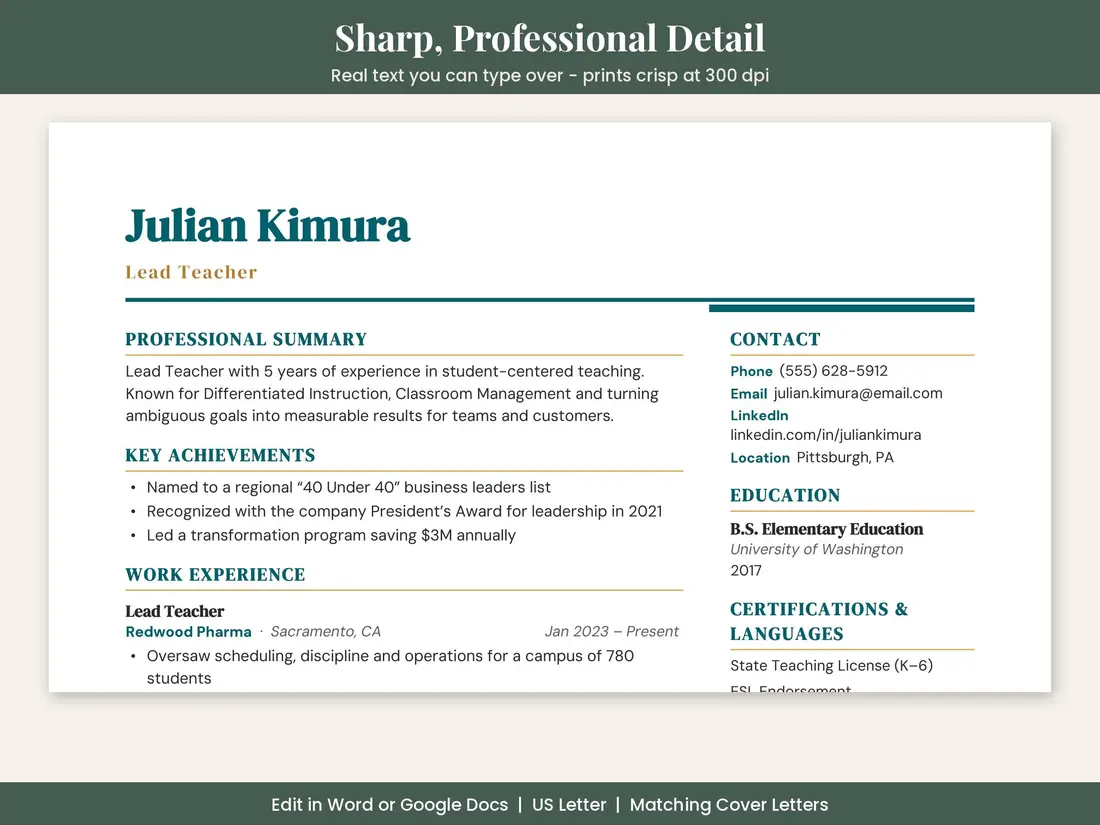 Sharp, Professional Detail
Real text you can type over - prints crisp at 300 dpi
Julian Kimura
Lead Teacher
PROFESSIONAL SUMMARY
Lead Teacher with 5 years of experience in student-centered teaching.
Known for Differentiated Instruction, Classroom Management and turning
ambiguous goals into measurable results for teams and customers.
KEY ACHIEVEMENTS
• Named to a regional “40 Under 40” business leaders list
• Recognized with the company President’s Award for leadership in 2021
• Led a transformation program saving $3M annually
WORK EXPERIENCE
Lead Teacher
Redwood Pharma · Sacramento, CA Jan 2023 – Present
• Oversaw scheduling, discipline and operations for a campus of 780
students
CONTACT
Phone (555) 628-5912
Email julian.kimura@email.com
LinkedIn
linkedin.com/in/juliankimura
Location Pittsburgh, PA
EDUCATION
B.S. Elementary Education
University of Washington
2017
CERTIFICATIONS &
LANGUAGES
State Teaching License (K–6)
ESL Endorsement
Edit in Word or Google Docs | US Letter | Matching Cover Letters